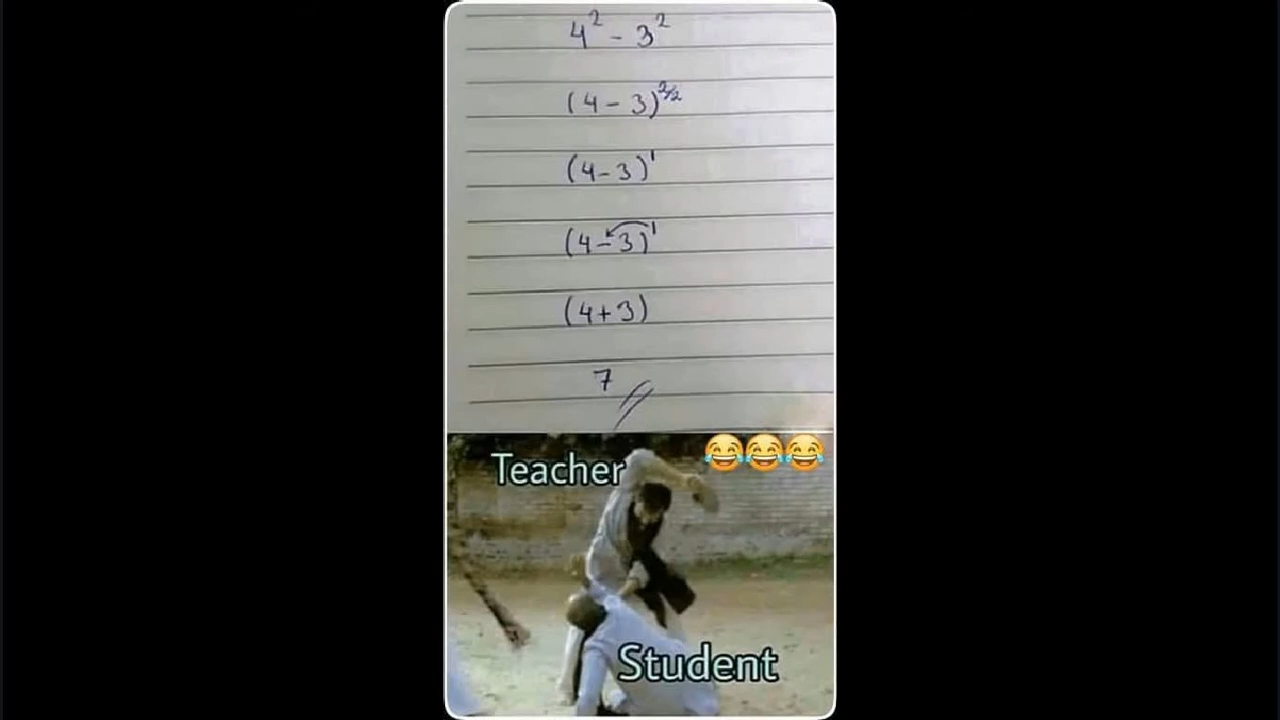 4² - 3²
(4 - 3)^2/2
(4 - 3)¹
(4 - 3)¹
(4 + 3)
7
Teacher 😂😂😂
Student